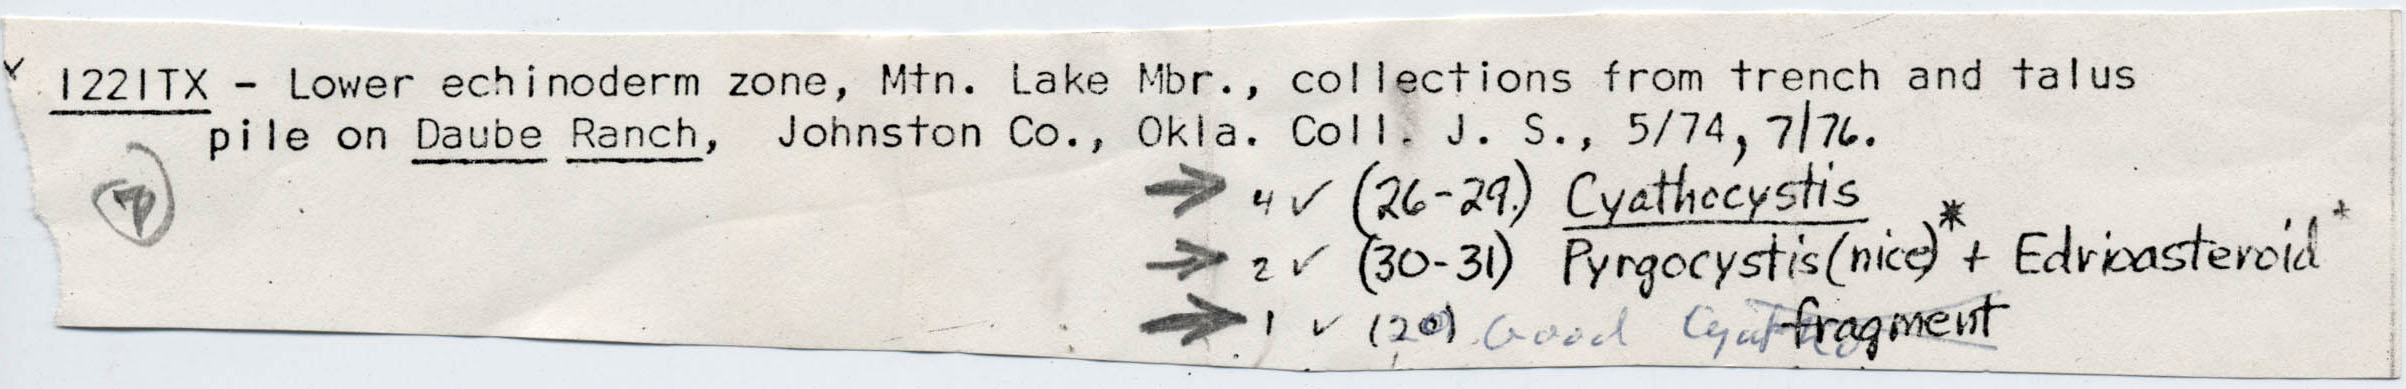 1221TX - Lower echinoderm zone, Mtn. Lake Mbr., collections from trench and talus
pile on Daube Ranch, Johnston Co., Okla. Coll. J. S., 5/74, 7/76.
→ 4 ✓ (26-29.) Cyathocystis
→ 2 ✓ (30-31) Pyrgocystis (nice)* + Edrioasteroid+
fragment
→ 1 ✓ (20) Good